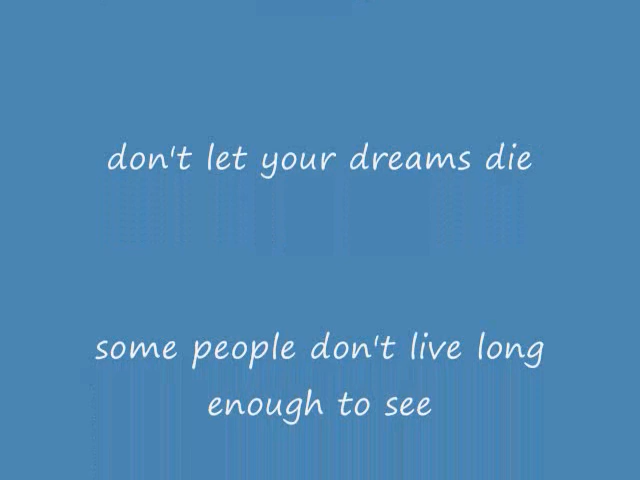 don't let your dreams die
some people don't live long
enough to see